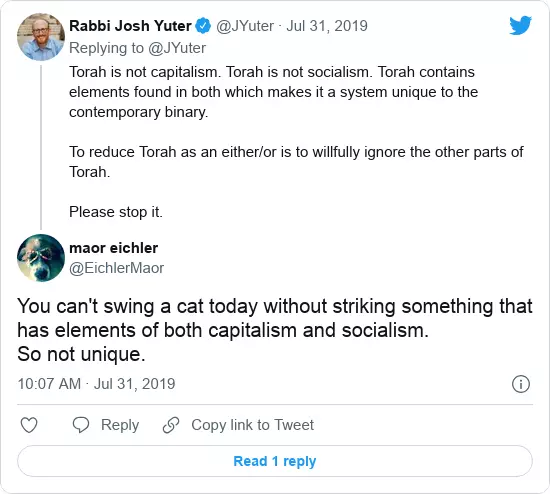 Rabbi Josh Yuter @JYuter · Jul 31, 2019
Replying to @JYuter
Torah is not capitalism. Torah is not socialism. Torah contains
elements found in both which makes it a system unique to the
contemporary binary.
To reduce Torah as an either/or is to willfully ignore the other parts of
Torah.
Please stop it.
maor eichler
@EichlerMaor
You can't swing a cat today without striking something that
has elements of both capitalism and socialism.
So not unique.
10:07 AM · Jul 31, 2019
Reply Copy link to Tweet
Read 1 reply